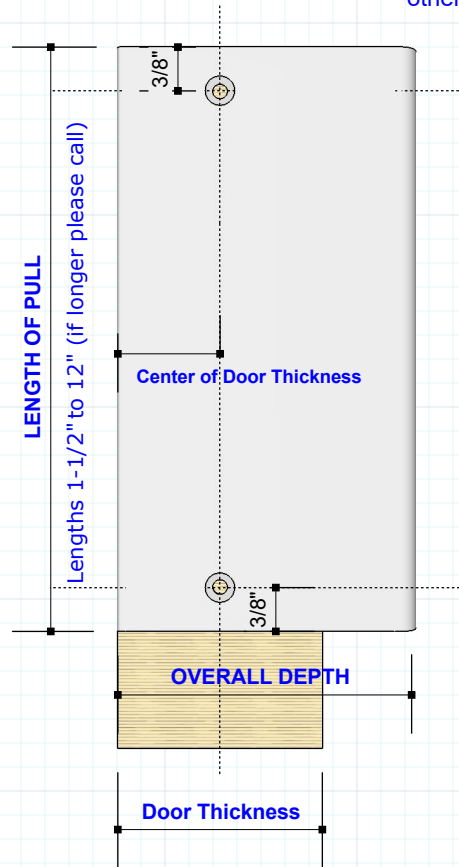 othe
3/8"
LENGTH OF PULL
Lengths 1-1/2"to 12" (if longer please call)
Center of Door Thickness
3/8"
OVERALL DEPTH
Door Thickness